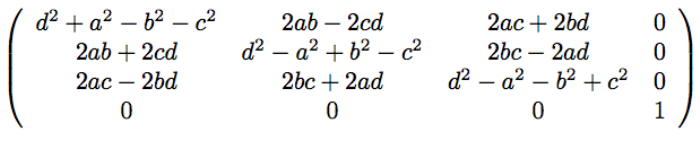 d² + a² − b² − c² 2ab − 2cd 2ac + 2bd 0
2ab + 2cd d² − a² + b² − c² 2bc − 2ad 0
2ac − 2bd 2bc + 2ad d² − a² − b² + c² 0
0 0 0 1